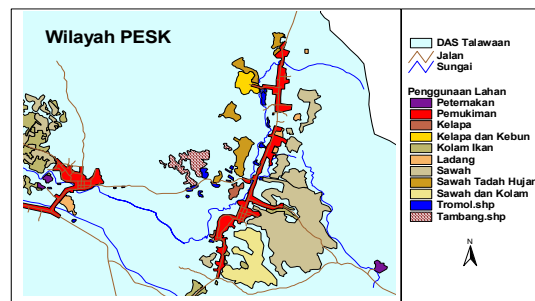 Wilayah PESK
DAS Talawaan
Jalan
Sungai
Penggunaan Lahan
Peternakan
Pemukiman
Kelapa
Kelapa dan Kebun
Kolam Ikan
Ladang
Sawah
Sawah Tadah Hujan
Sawah dan Kolam
Tromol.shp
Tambang.shp
N